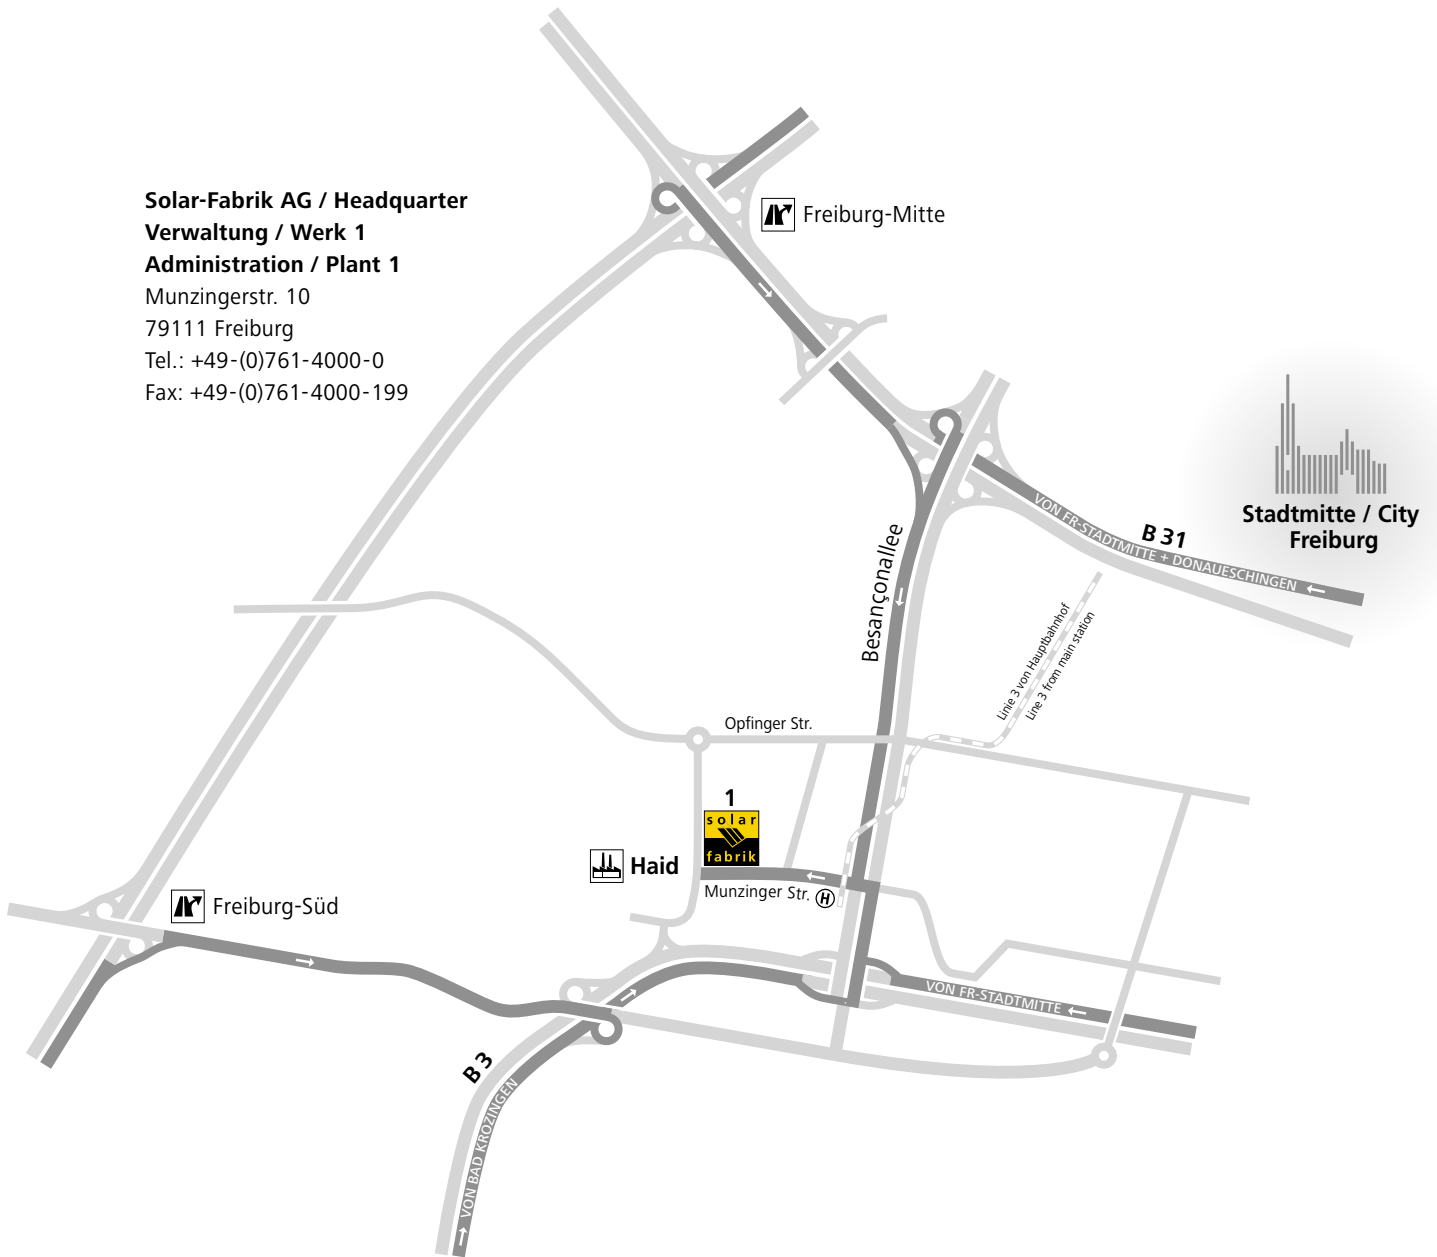 Solar-Fabrik AG / Headquarter
Verwaltung / Werk 1
Administration / Plant 1
Munzingerstr. 10
79111 Freiburg
Tel.: +49-(0)761-4000-0
Fax: +49-(0)761-4000-199
Freiburg-Mitte
Stadtmitte / City
Freiburg
B 31
VON FR-STADTMITTE + DONAUESCHINGEN
Besançonallee
Linie 3 von Hauptbahnhof
Line 3 from main station
Opfinger Str.
1
solar
fabrik
Haid
Munzinger Str.
H
Freiburg-Süd
VON FR-STADTMITTE
B 3
VON BAD KROZINGEN